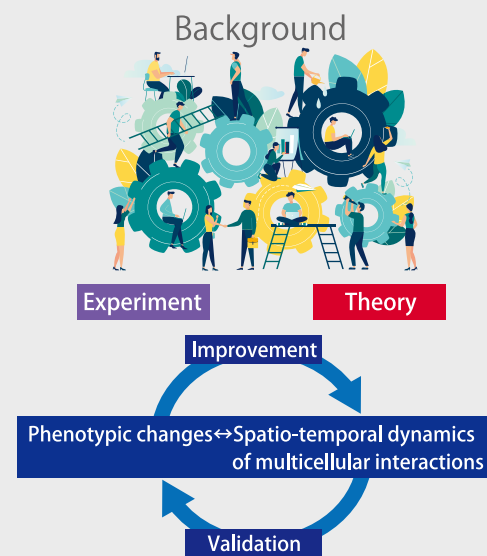 Background
Experiment
Theory
Improvement
Phenotypic changes↔Spatio-temporal dynamics
of multicellular interactions
Validation